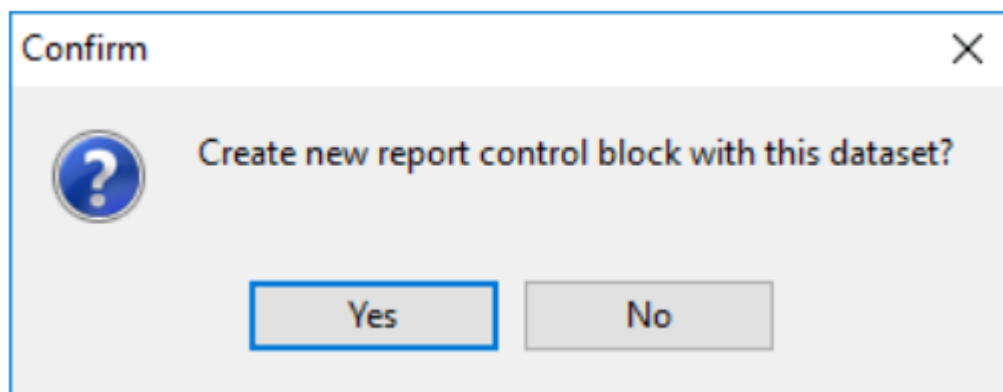 Confirm
Create new report control block with this dataset?
Yes
No